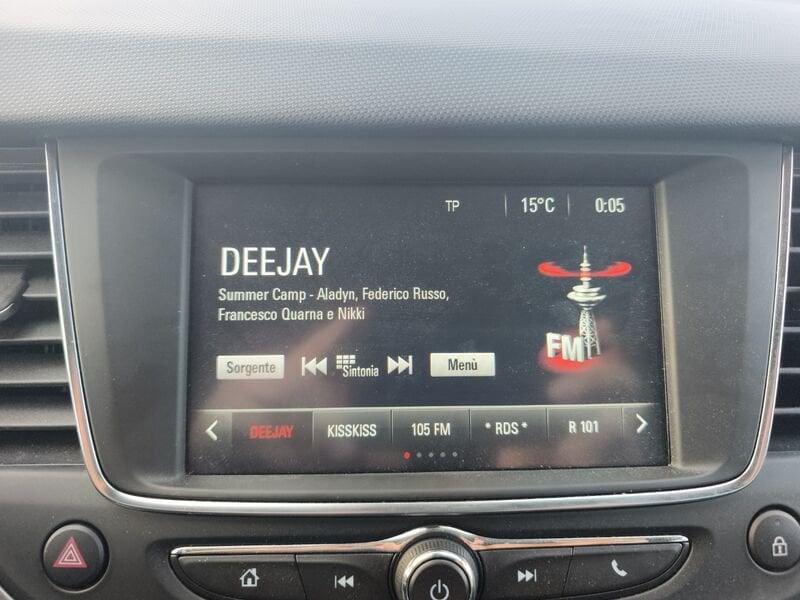 TP 15°C 0:05
DEEJAY
Summer Camp - Aladyn, Federico Russo,
Francesco Quarna e Nikki
FM
Sorgente Sintonia Menù
DEEJAY KISSKISS 105 FM * RDS * R 101